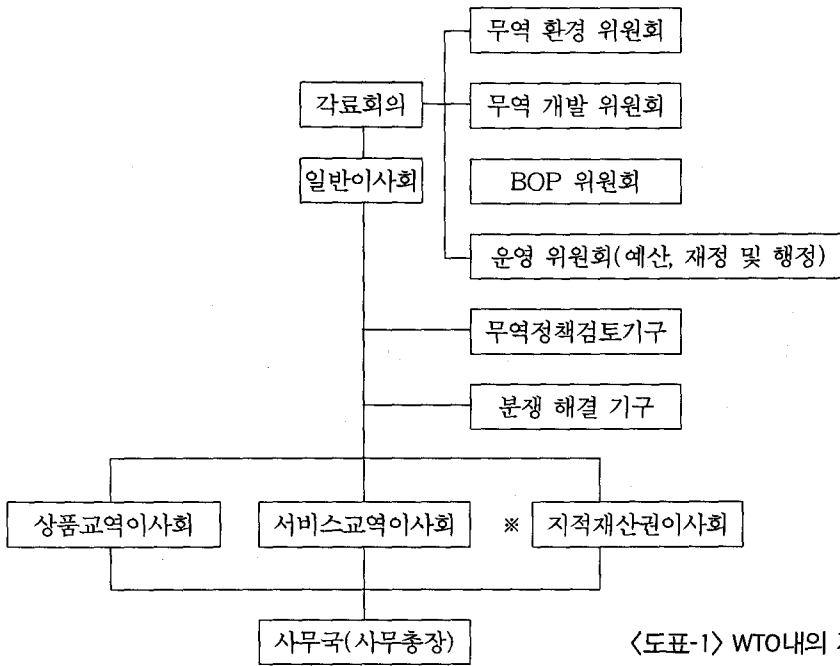 무역 환경 위원회
각료회의
무역 개발 위원회
일반이사회
BOP 위원회
운영 위원회(예산, 재정 및 행정)
무역정책검토기구
분쟁 해결 기구
상품교역이사회
서비스교역이사회
※ 지적재산권이사회
사무국(사무총장)
〈도표-1〉 WTO내의